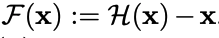 𝓕(𝐱) := 𝓗(𝐱) − 𝐱